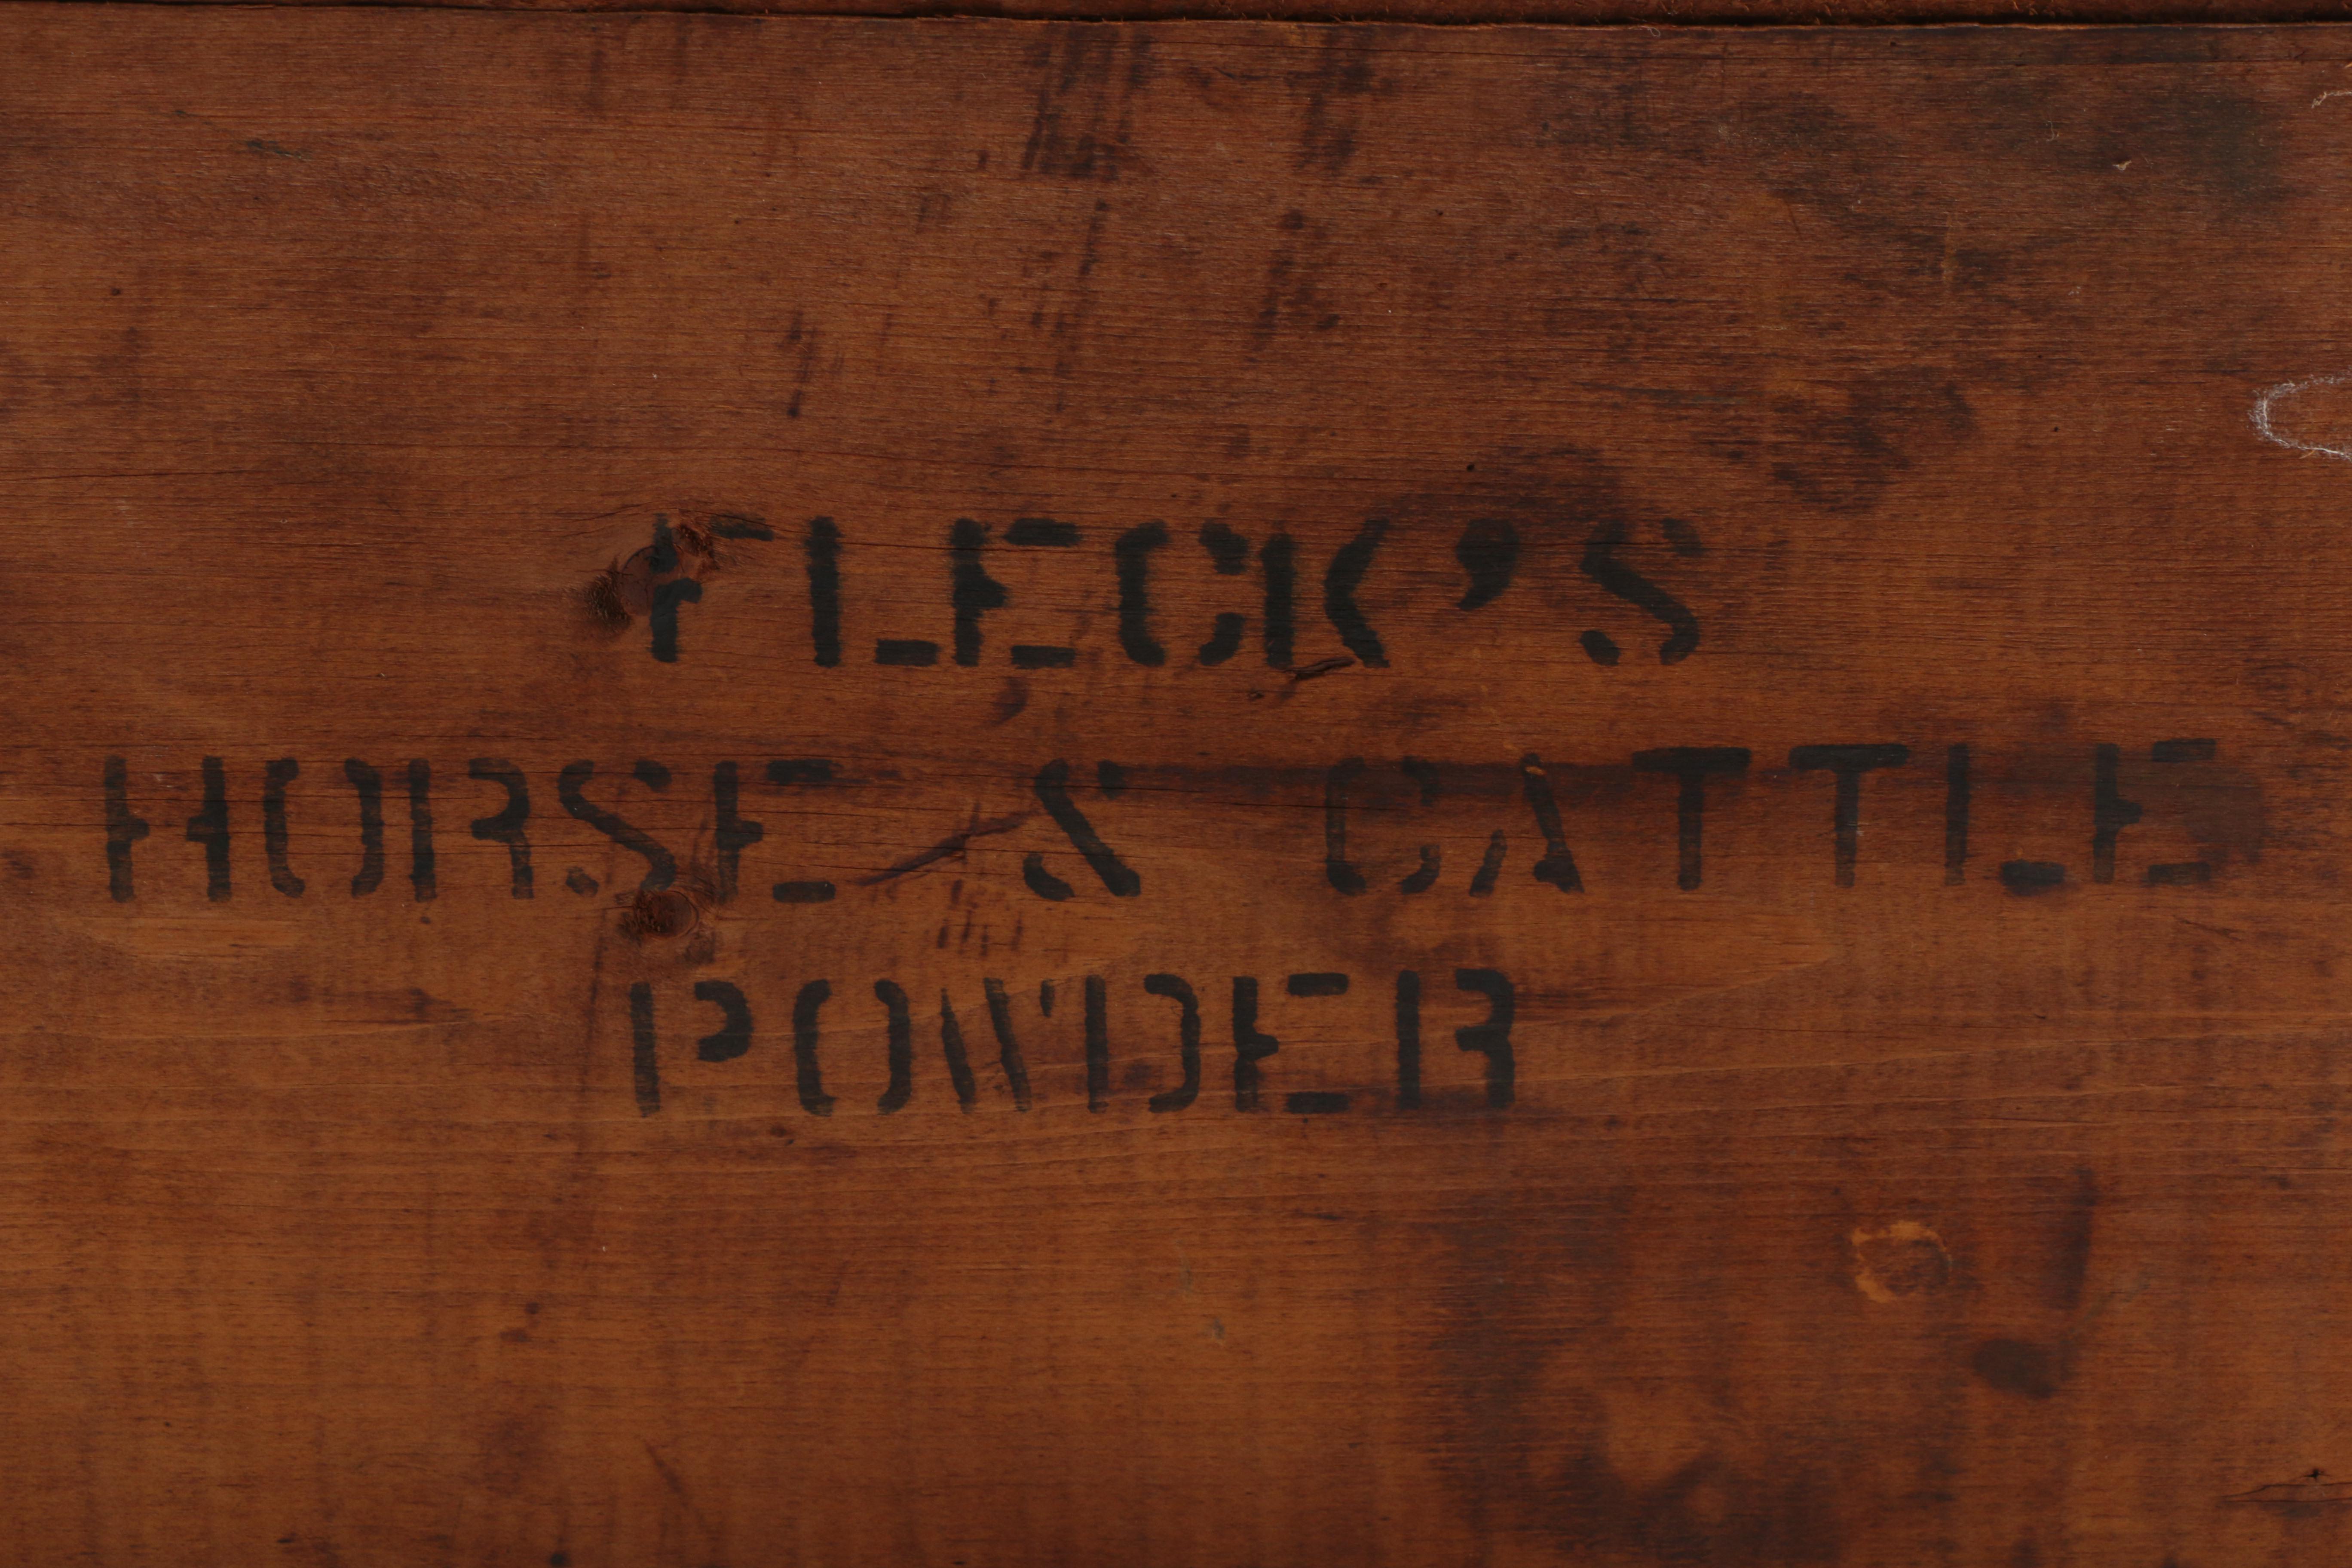 FLECK'S
HORSE & CATTLE
POWDER